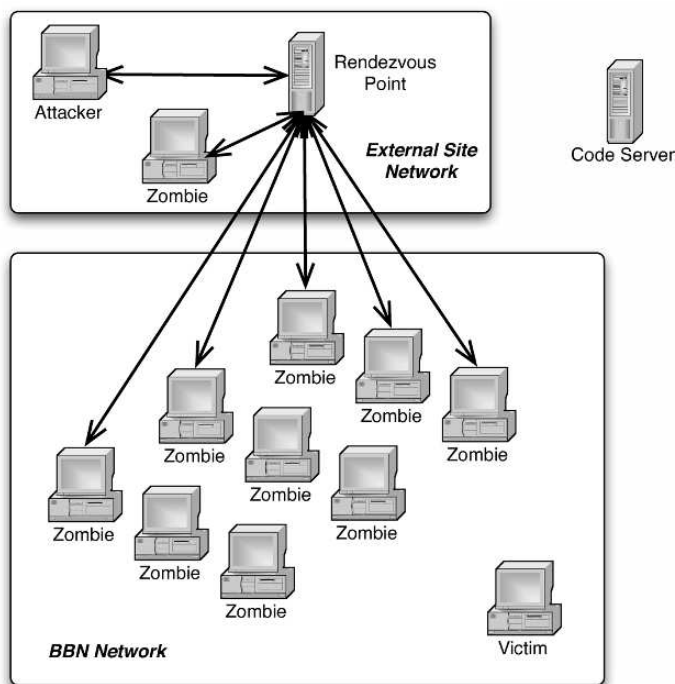 Rendezvous
Point
Attacker
Zombie
External Site
Network
Code Server
Zombie
Zombie
Zombie
Zombie
Zombie
Zombie
Zombie
Zombie
Zombie
Victim
BBN Network